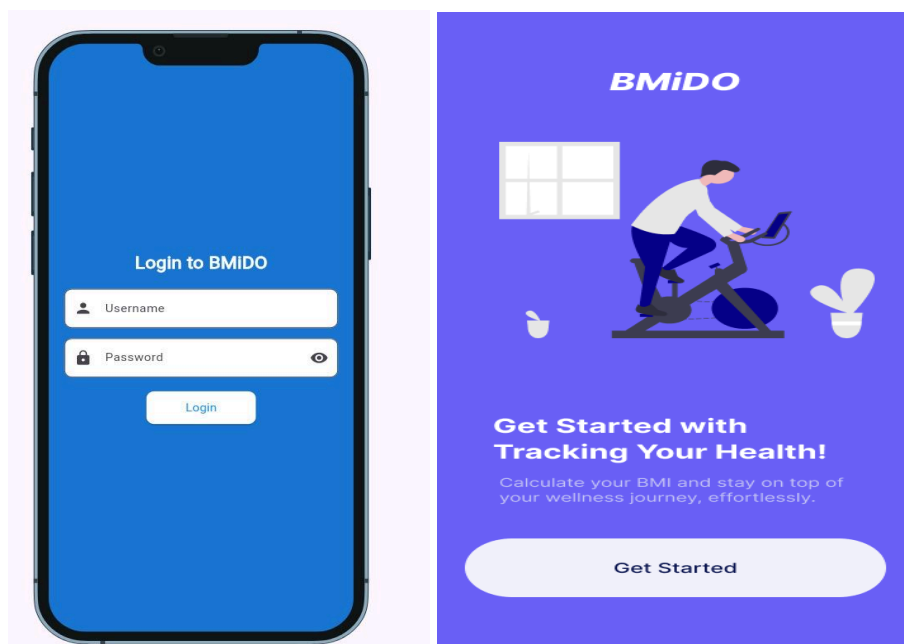 Login to BMiDO
Username
Password
Login
BMiDO
Get Started with
Tracking Your Health!
Calculate your BMI and stay on top of
your wellness journey, effortlessly.
Get Started